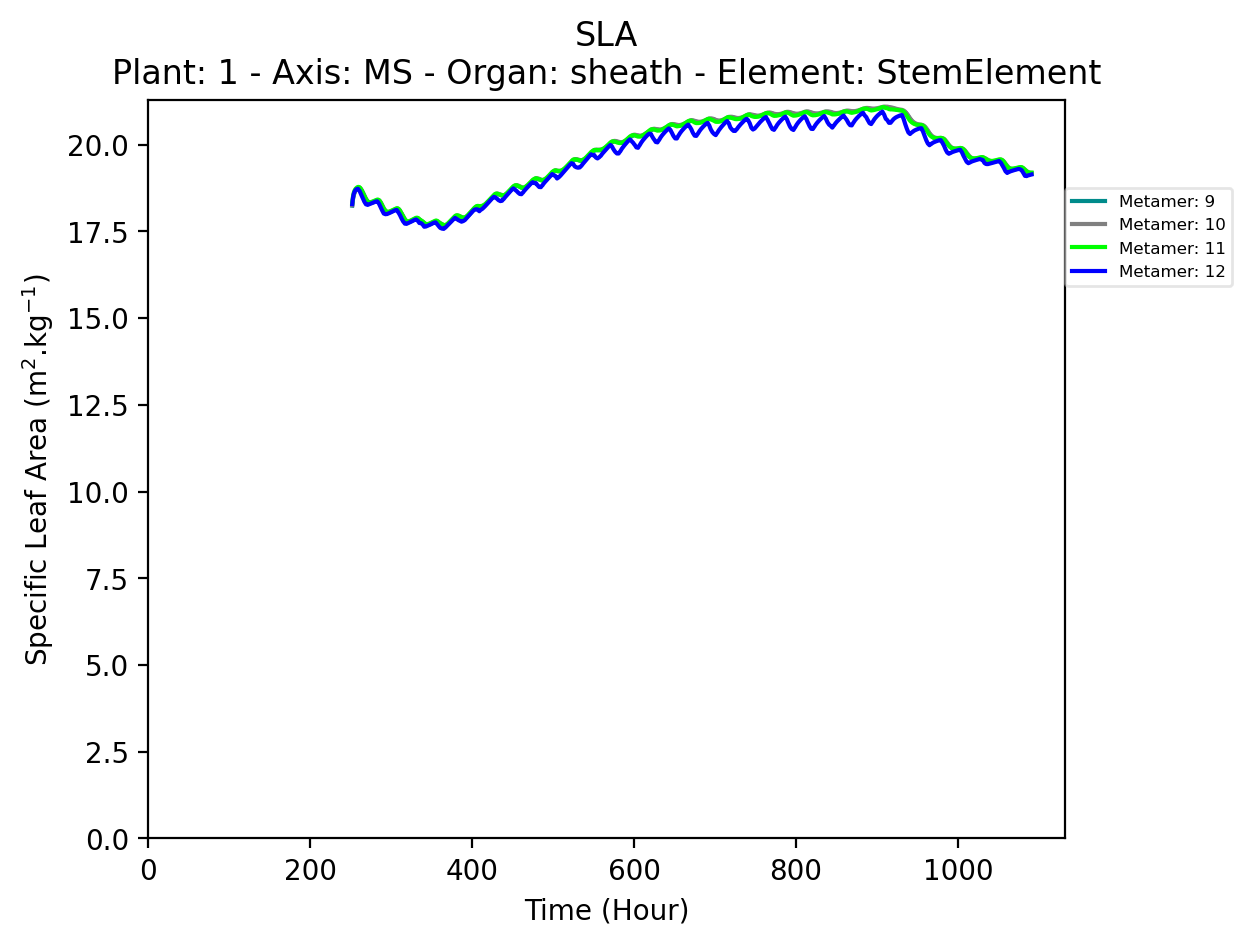 SLA
Plant: 1 - Axis: MS - Organ: sheath - Element: StemElement
Specific Leaf Area (m².kg⁻¹)
20.0
17.5
15.0
12.5
10.0
7.5
5.0
2.5
0.0
0 200 400 600 800 1000
Time (Hour)
Metamer: 9
Metamer: 10
Metamer: 11
Metamer: 12